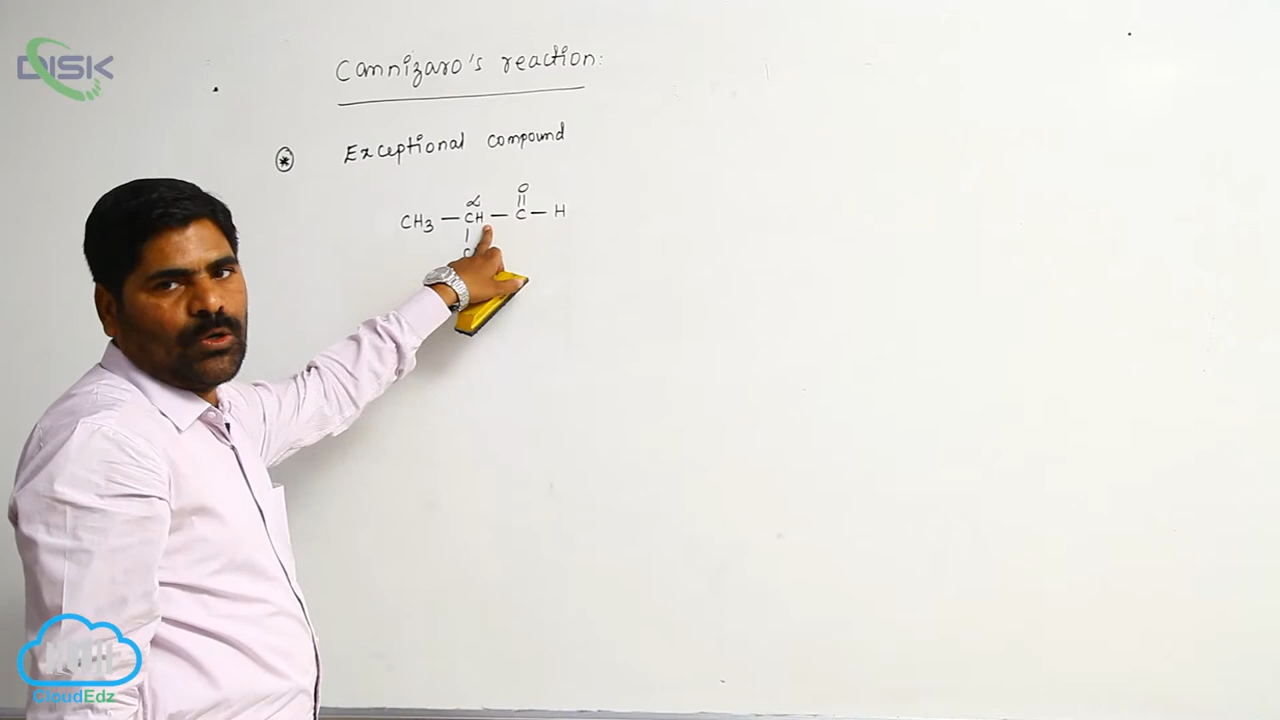 DISK
Cannizaro's reaction:
* Exceptional compound
α O
CH3 — CH — C — H
CloudEdz